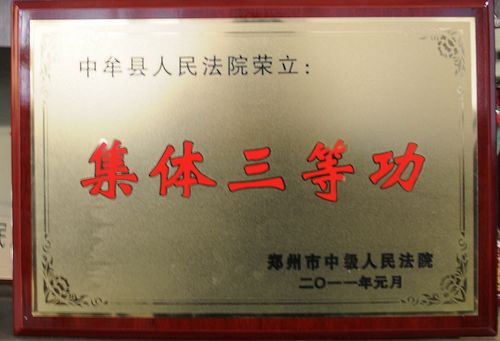 中牟县人民法院荣立：
集体三等功
郑州市中级人民法院
二〇一一年元月